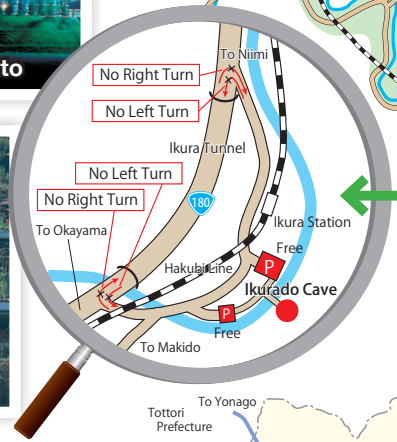 to
To Niimi
No Right Turn
No Left Turn
Ikura Tunnel
No Left Turn
No Right Turn
180
To Okayama
Ikura Station
Free
P
Hakubi Line
Ikurado Cave
P
Free
To Makido
To Yonago
Tottori
Prefecture